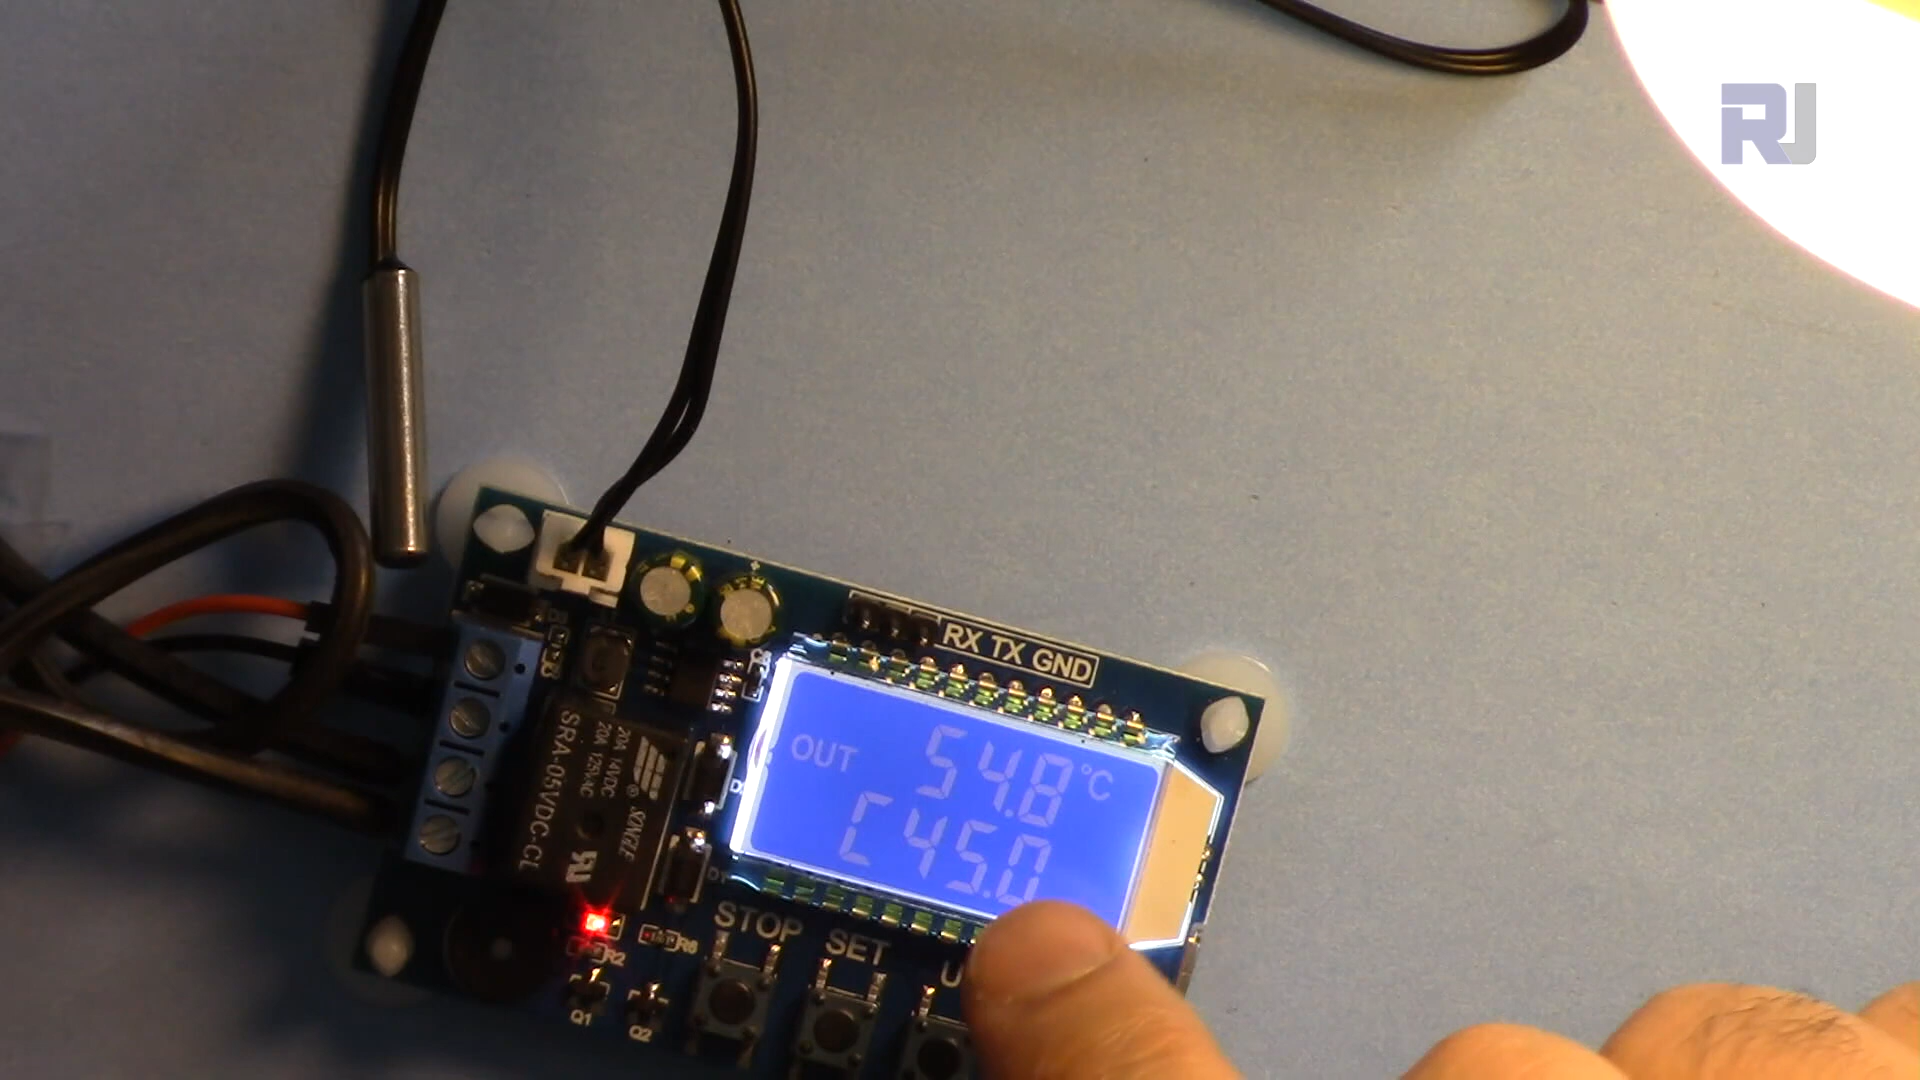 RJ
RX TX GND
OUT 54.8 °C
C45.0
20A 14VDC
20A 125VAC
SRA-05VDC-CL
SONGLE
STOP
SET
U
R2
R6
Q1
Q2